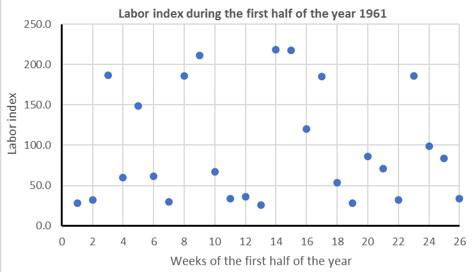 Labor index during the first half of the year 1961
250.0
200.0
150.0
100.0
50.0
0.0
Labor index
0 2 4 6 8 10 12 14 16 18 20 22 24 26
Weeks of the first half of the year